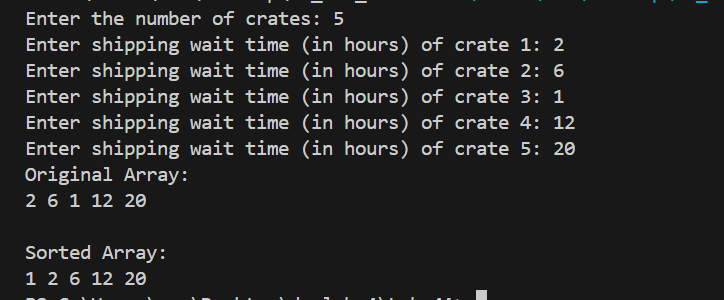 Enter the number of crates: 5
Enter shipping wait time (in hours) of crate 1: 2
Enter shipping wait time (in hours) of crate 2: 6
Enter shipping wait time (in hours) of crate 3: 1
Enter shipping wait time (in hours) of crate 4: 12
Enter shipping wait time (in hours) of crate 5: 20
Original Array:
2 6 1 12 20
Sorted Array:
1 2 6 12 20